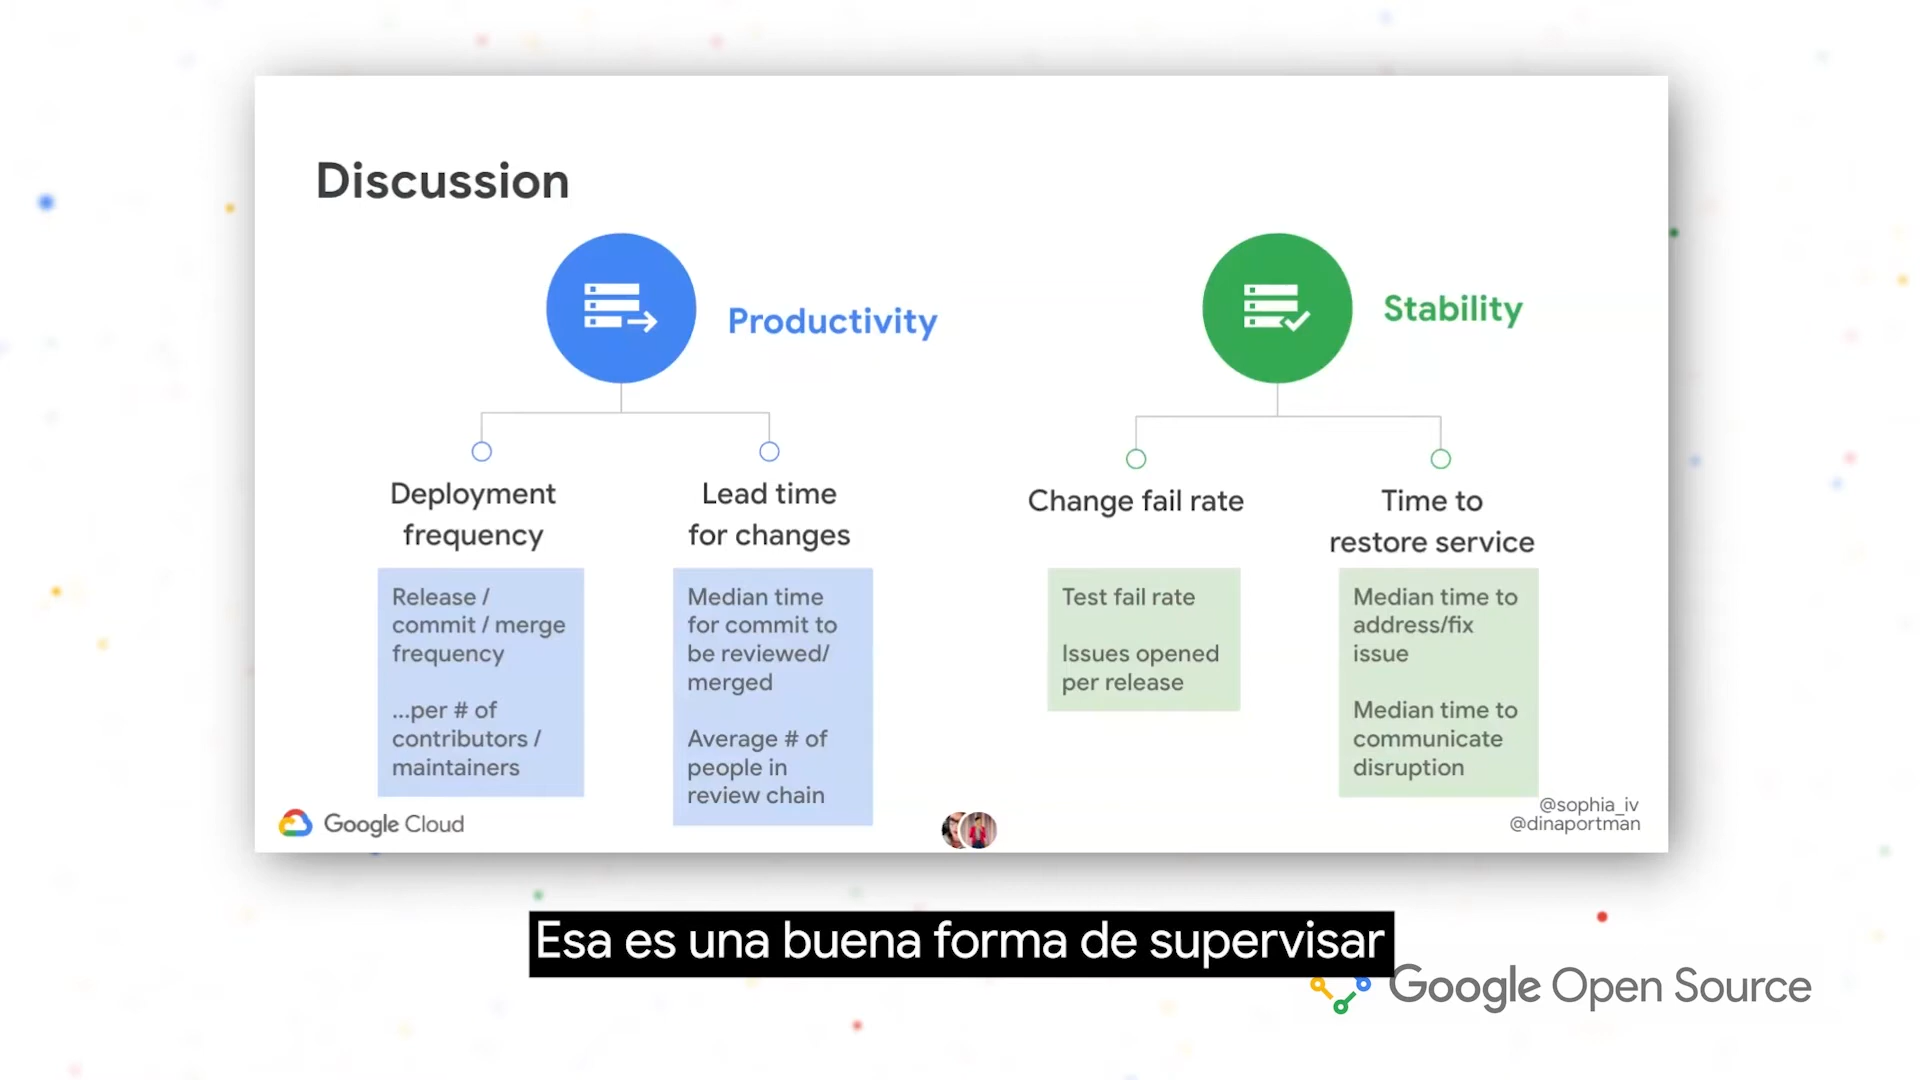 Discussion
Productivity
Deployment
frequency
Release /
commit / merge
frequency
...per # of
contributors /
maintainers
Lead time
for changes
Median time
for commit to
be reviewed/
merged
Average # of
people in
review chain
Stability
Change fail rate
Test fail rate
Issues opened
per release
Time to
restore service
Median time to
address/fix
issue
Median time to
communicate
disruption
Google Cloud
@sophia_iv
@dinaportman
Esa es una buena forma de supervisar
Google Open Source